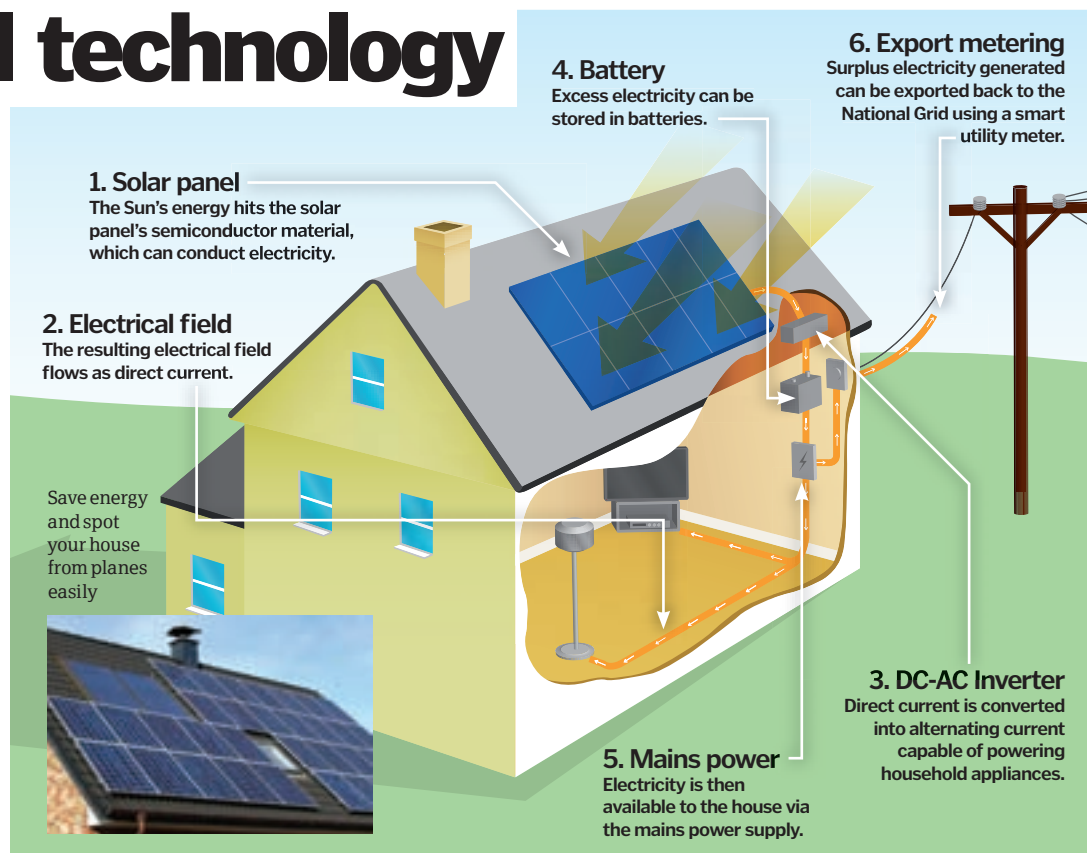 technology
4. Battery
Excess electricity can be
stored in batteries.
6. Export metering
Surplus electricity generated
can be exported back to the
National Grid using a smart
utility meter.
1. Solar panel
The Sun's energy hits the solar
panel's semiconductor material,
which can conduct electricity.
2. Electrical field
The resulting electrical field
flows as direct current.
Save energy
and spot
your house
from planes
easily
3. DC-AC Inverter
Direct current is converted
into alternating current
capable of powering
household appliances.
5. Mains power
Electricity is then
available to the house via
the mains power supply.